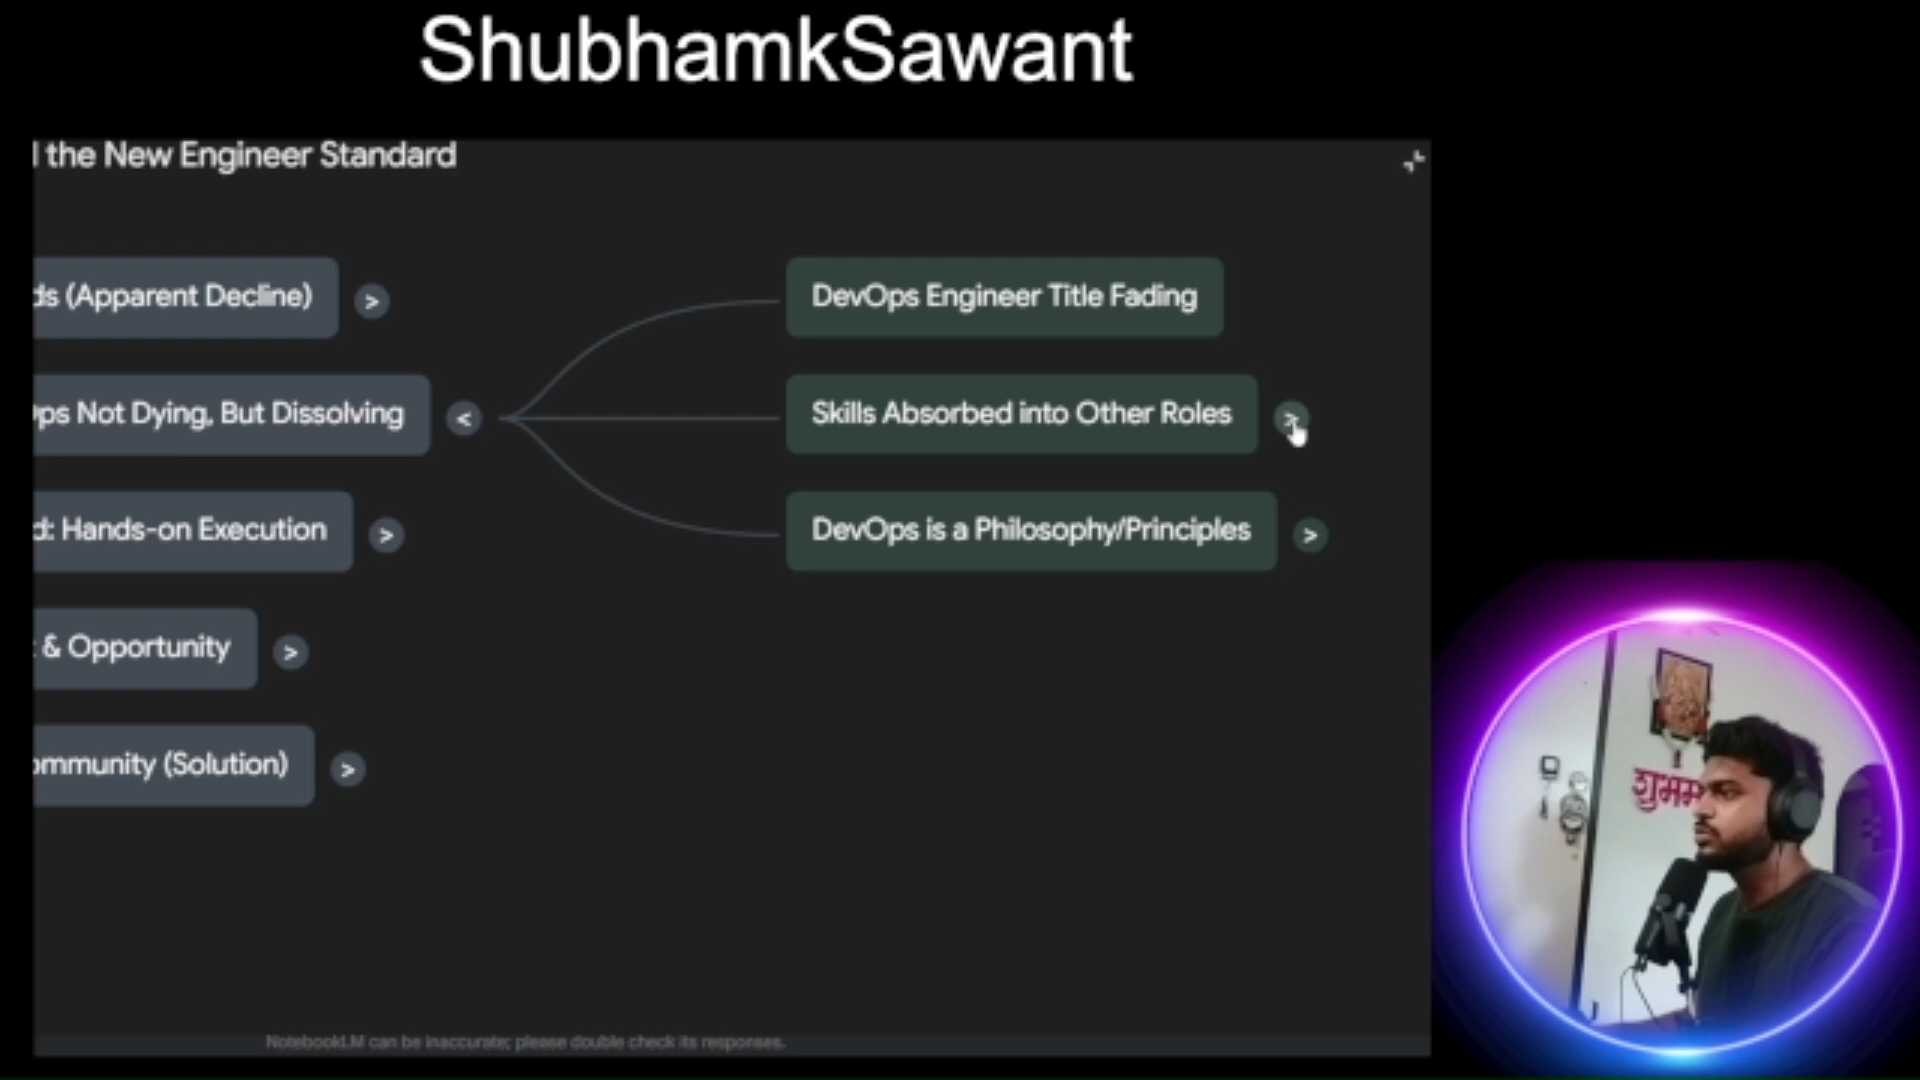 ShubhamkSawant
the New Engineer Standard
(Apparent Decline)
>
DevOps Engineer Title Fading
Not Dying, But Dissolving
<
Skills Absorbed into Other Roles
>
Hands-on Execution
>
DevOps is a Philosophy/Principles
>
& Opportunity
>
(Solution)
>
शुभम
NotebookLM can be inaccurate; please double check its responses.